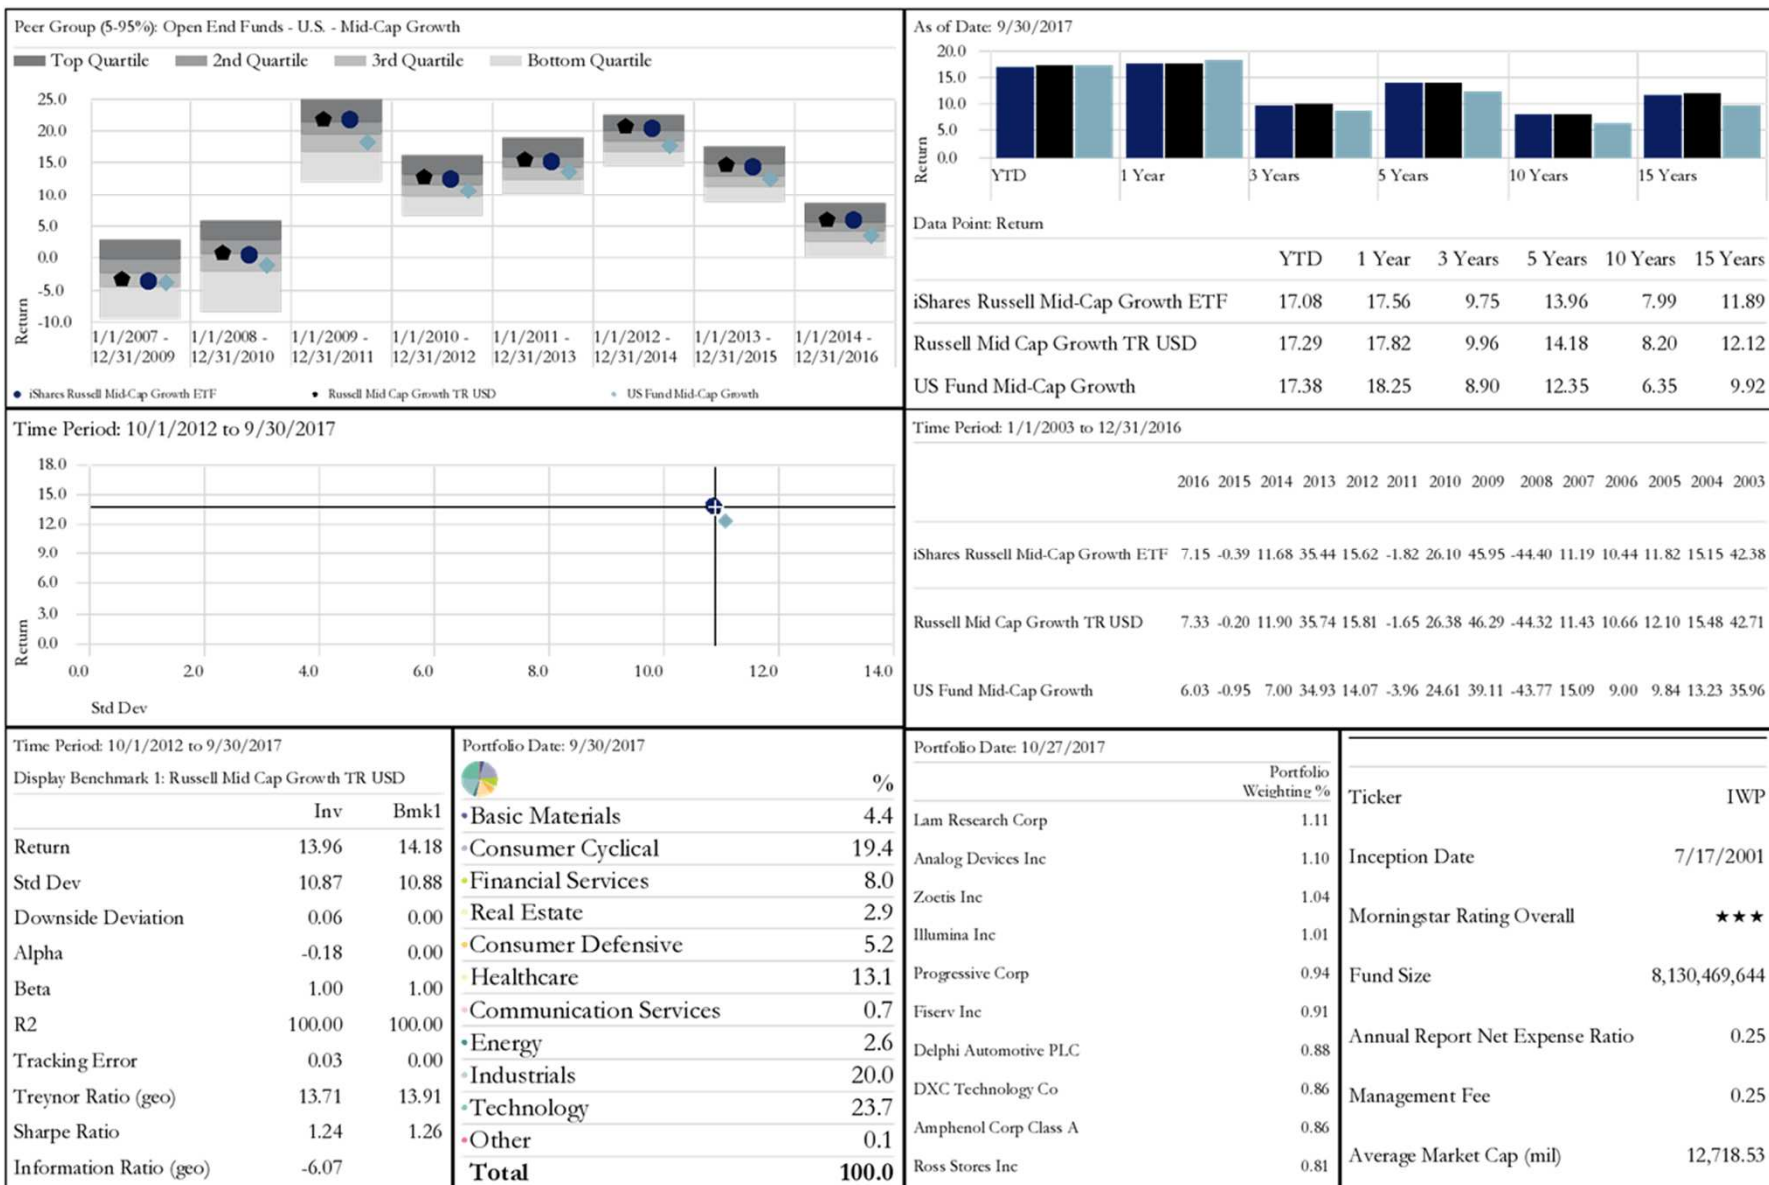 Peer Group (5-95%): Open End Funds - U.S. - Mid-Cap Growth
Top Quartile 2nd Quartile 3rd Quartile Bottom Quartile
25.0
20.0
15.0
10.0
5.0
0.0
-5.0
-10.0
Return
1/1/2007 - 12/31/2009
1/1/2008 - 12/31/2010
1/1/2009 - 12/31/2011
1/1/2010 - 12/31/2012
1/1/2011 - 12/31/2013
1/1/2012 - 12/31/2014
1/1/2013 - 12/31/2015
1/1/2014 - 12/31/2016
iShares Russell Mid-Cap Growth ETF Russell Mid Cap Growth TR USD US Fund Mid-Cap Growth
As of Date: 9/30/2017
20.0
15.0
10.0
5.0
0.0
Return
YTD 1 Year 3 Years 5 Years 10 Years 15 Years
Data Point: Return
YTD 1 Year 3 Years 5 Years 10 Years 15 Years
iShares Russell Mid-Cap Growth ETF 17.08 17.56 9.75 13.96 7.99 11.89
Russell Mid Cap Growth TR USD 17.29 17.82 9.96 14.18 8.20 12.12
US Fund Mid-Cap Growth 17.38 18.25 8.90 12.35 6.35 9.92
Time Period: 10/1/2012 to 9/30/2017
18.0
15.0
12.0
9.0
6.0
3.0
0.0
Return
0.0 2.0 4.0 6.0 8.0 10.0 12.0 14.0
Std Dev
Time Period: 1/1/2003 to 12/31/2016
2016 2015 2014 2013 2012 2011 2010 2009 2008 2007 2006 2005 2004 2003
iShares Russell Mid-Cap Growth ETF 7.15 -0.39 11.68 35.44 15.62 -1.82 26.10 45.95 -44.40 11.19 10.44 11.82 15.15 42.38
Russell Mid Cap Growth TR USD 7.33 -0.20 11.90 35.74 15.81 -1.65 26.38 46.29 -44.32 11.43 10.66 12.10 15.48 42.71
US Fund Mid-Cap Growth 6.03 -0.95 7.00 34.93 14.07 -3.96 24.61 39.11 -43.77 15.09 9.00 9.84 13.23 35.96
Time Period: 10/1/2012 to 9/30/2017
Display Benchmark 1: Russell Mid Cap Growth TR USD
Inv Bmk1
Return 13.96 14.18
Std Dev 10.87 10.88
Downside Deviation 0.06 0.00
Alpha -0.18 0.00
Beta 1.00 1.00
R2 100.00 100.00
Tracking Error 0.03 0.00
Treynor Ratio (geo) 13.71 13.91
Sharpe Ratio 1.24 1.26
Information Ratio (geo) -6.07
Portfolio Date: 9/30/2017
%
Basic Materials 4.4
Consumer Cyclical 19.4
Financial Services 8.0
Real Estate 2.9
Consumer Defensive 5.2
Healthcare 13.1
Communication Services 0.7
Energy 2.6
Industrials 20.0
Technology 23.7
Other 0.1
Total 100.0
Portfolio Date: 10/27/2017
Portfolio
Weighting %
Lam Research Corp 1.11
Analog Devices Inc 1.10
Zoetis Inc 1.04
Illumina Inc 1.01
Progressive Corp 0.94
Fiserv Inc 0.91
Delphi Automotive PLC 0.88
DXC Technology Co 0.86
Amphenol Corp Class A 0.86
Ross Stores Inc 0.81
Ticker IWP
Inception Date 7/17/2001
Morningstar Rating Overall ★★★
Fund Size 8,130,469,644
Annual Report Net Expense Ratio 0.25
Management Fee 0.25
Average Market Cap (mil) 12,718.53